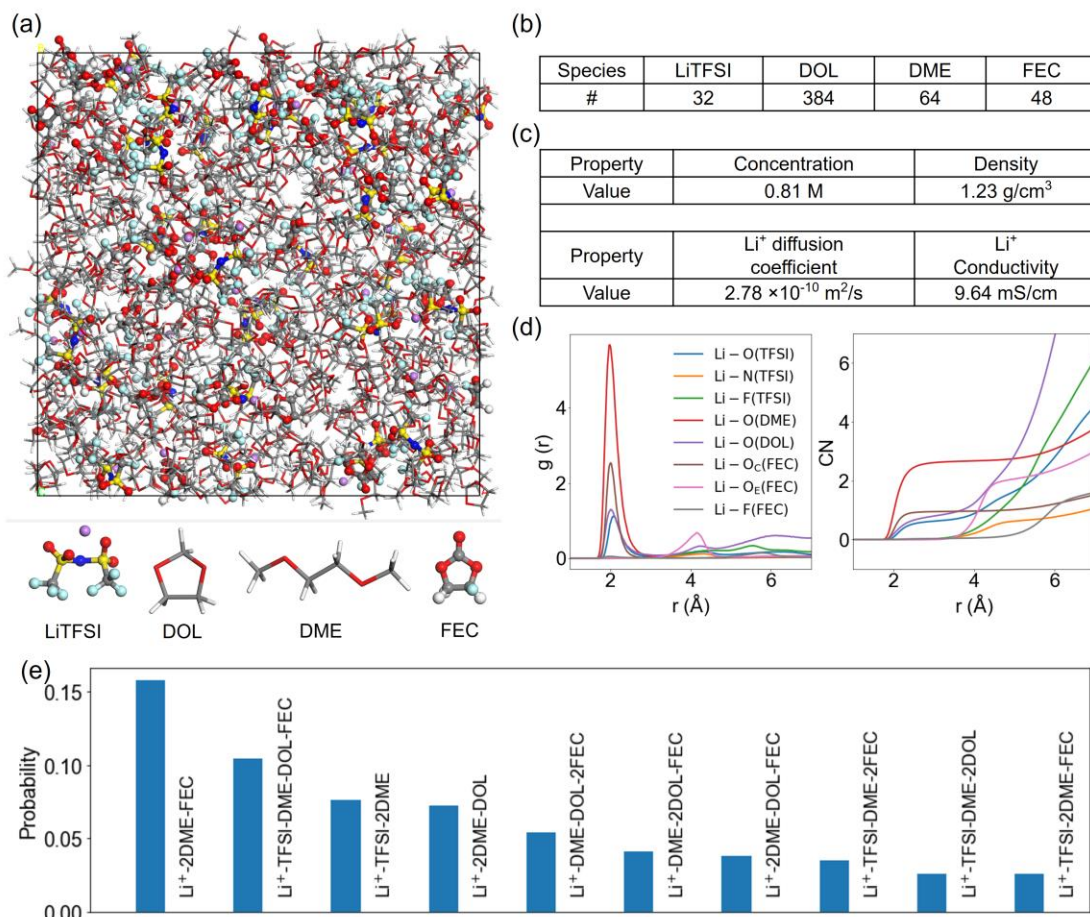 (a)
LiTFSI DOL DME FEC
(b)
Species LiTFSI DOL DME FEC
# 32 384 64 48
(c)
Property Concentration Density
Value 0.81 M 1.23 g/cm³
Property Li⁺ diffusion coefficient Li⁺ Conductivity
Value 2.78 ×10⁻¹⁰ m²/s 9.64 mS/cm
(d)
g (r)
4
2
0
2 4 6
r (Å)
Li – O(TFSI)
Li – N(TFSI)
Li – F(TFSI)
Li – O(DME)
Li – O(DOL)
Li – O_C(FEC)
Li – O_E(FEC)
Li – F(FEC)
CN
6
4
2
0
2 4 6
r (Å)
(e)
Probability
0.15
0.10
0.05
0.00
Li⁺-2DME-FEC
Li⁺-TFSI-DME-DOL-FEC
Li⁺-TFSI-2DME
Li⁺-2DME-DOL
Li⁺-DME-DOL-2FEC
Li⁺-DME-2DOL-FEC
Li⁺-2DME-DOL-FEC
Li⁺-TFSI-DME-2FEC
Li⁺-TFSI-DME-2DOL
Li⁺-TFSI-2DME-FEC